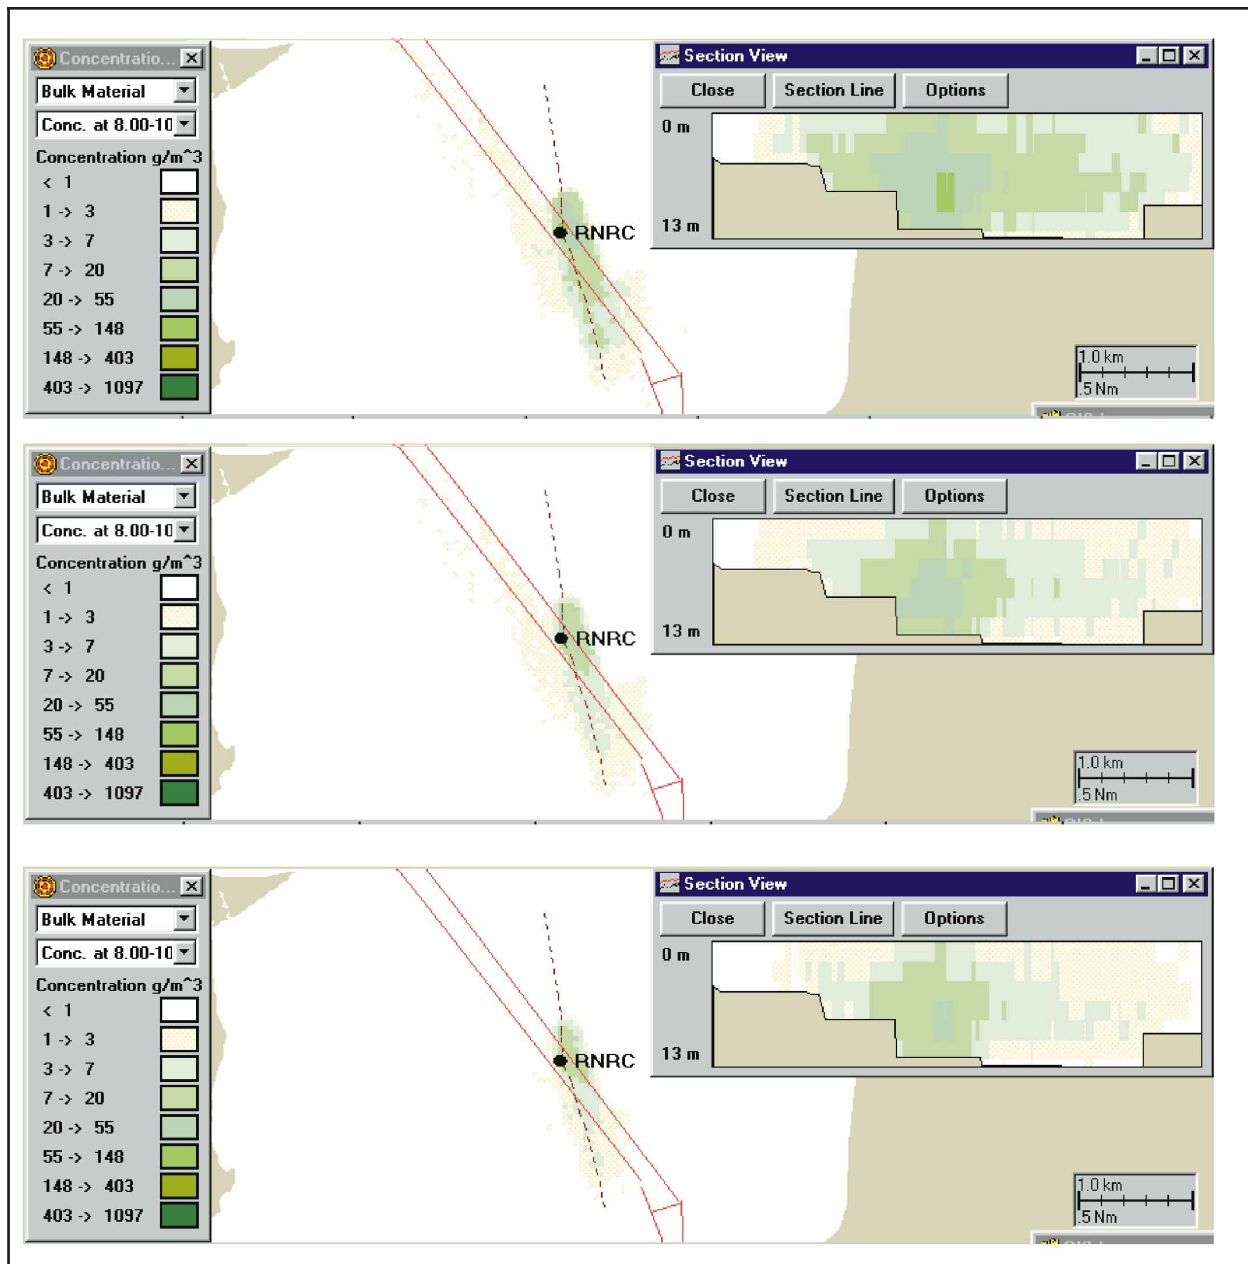 Concentratio...
Bulk Material
Conc. at 8.00-10
Concentration g/m^3
< 1
1 -> 3
3 -> 7
7 -> 20
20 -> 55
55 -> 148
148 -> 403
403 -> 1097
RNRC
Section View
Close Section Line Options
0 m
13 m
1.0 km
.5 Nm
Concentratio...
Bulk Material
Conc. at 8.00-10
Concentration g/m^3
< 1
1 -> 3
3 -> 7
7 -> 20
20 -> 55
55 -> 148
148 -> 403
403 -> 1097
RNRC
Section View
Close Section Line Options
0 m
13 m
1.0 km
.5 Nm
Concentratio...
Bulk Material
Conc. at 8.00-10
Concentration g/m^3
< 1
1 -> 3
3 -> 7
7 -> 20
20 -> 55
55 -> 148
148 -> 403
403 -> 1097
RNRC
Section View
Close Section Line Options
0 m
13 m
1.0 km
.5 Nm